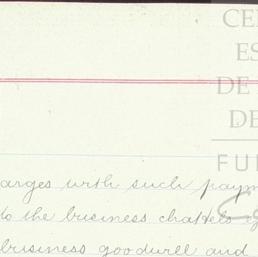 CE
ES
DE
DE
FU
arges with such paym
to the business chattels
business goodwill and